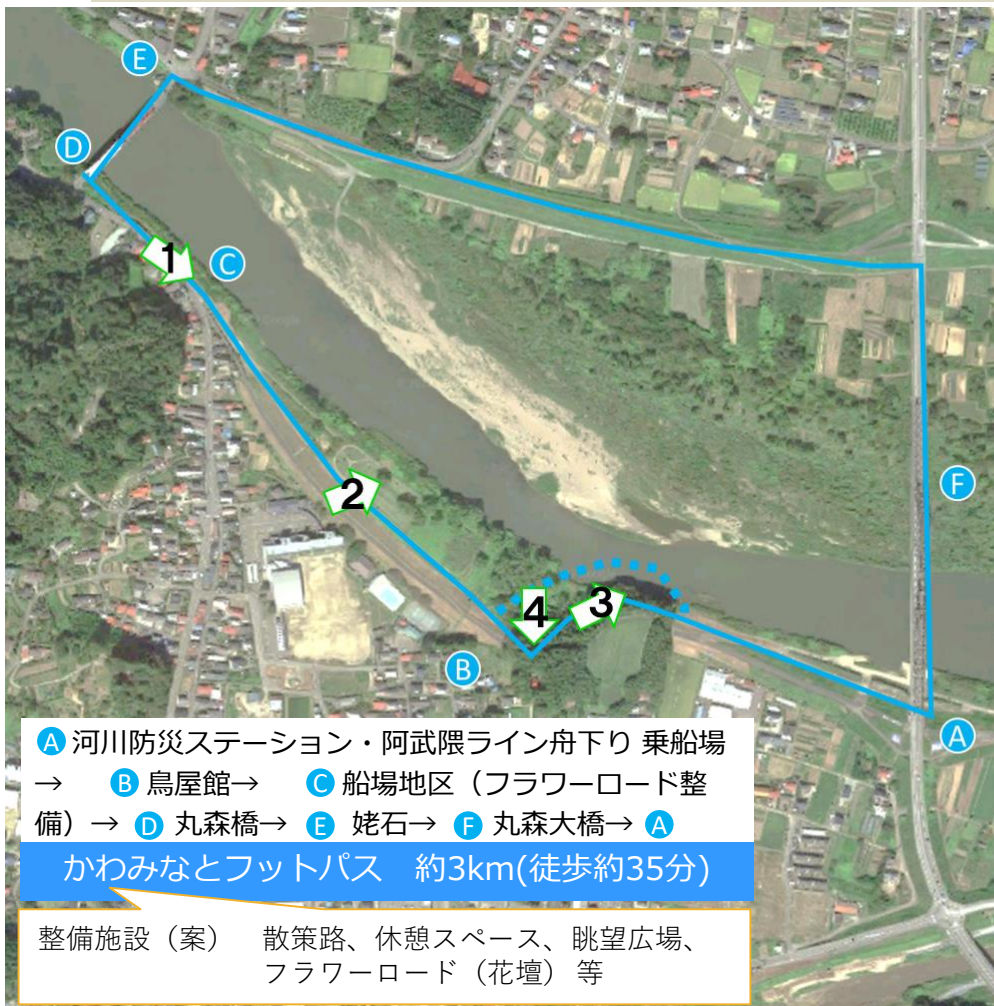 E
D
1
C
2
F
4
3
B
A
A 河川防災ステーション・阿武隈ライン舟下り 乗船場
→ B 鳥屋館→ C 船場地区（フラワーロード整
備）→ D 丸森橋→ E 姥石→ F 丸森大橋→ A
かわみなとフットパス 約3km(徒歩約35分)
整備施設（案） 散策路、休憩スペース、眺望広場、
フラワーロード（花壇）等